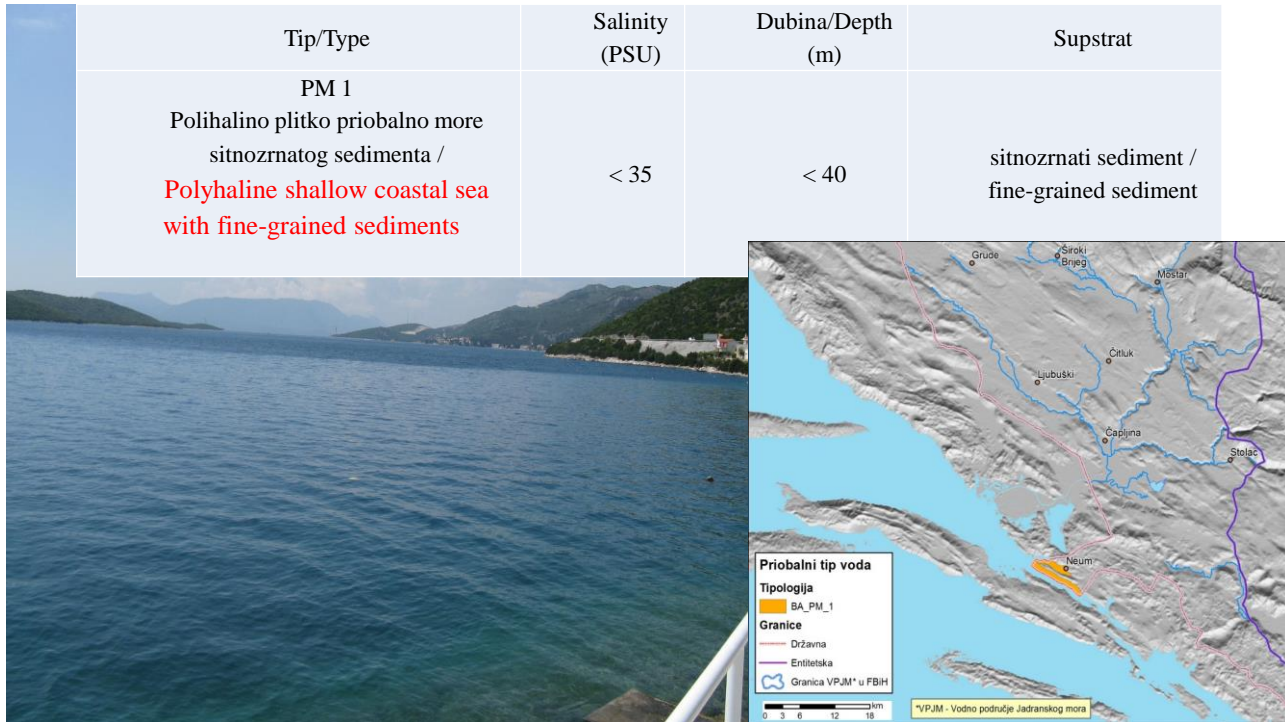 Tip/Type
Salinity
(PSU)
Dubina/Depth
(m)
Supstrat
PM 1
Polihalino plitko priobalno more
sitnozrnatog sedimenta /
Polyhaline shallow coastal sea
with fine-grained sediments
< 35
< 40
sitnozrnati sediment /
fine-grained sediment
Grude
Široki
Brijeg
Mostar
Čitluk
Ljubuški
Čapljina
Stolac
Neum
Priobalni tip voda
Tipologija
BA_PM_1
Granice
Državna
Entitetska
Granica VPJM* u FBiH
km
0 3 6 12 18
*VPJM - Vodno područje Jadranskog mora